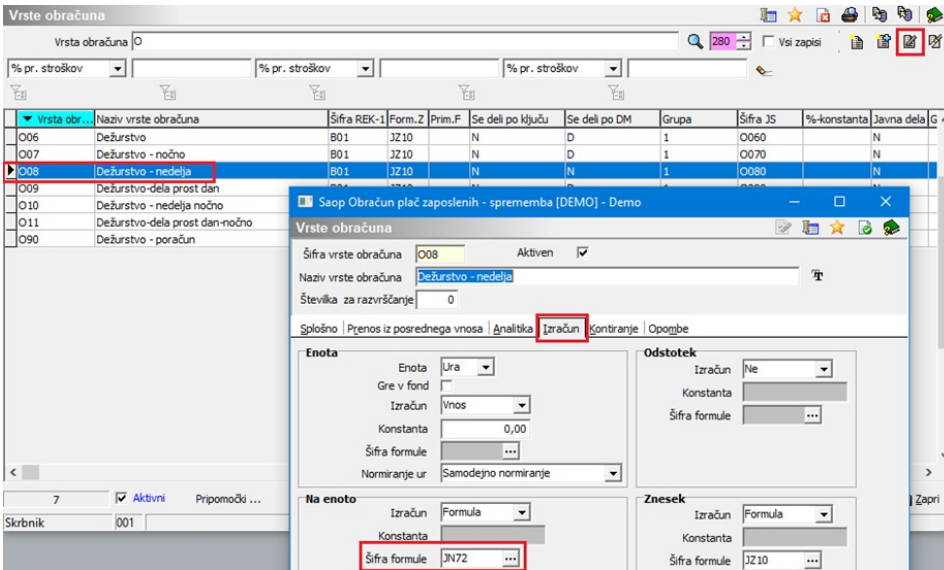 Vrste obračuna
Vrsta obračuna O
280
Vsi zapisi
% pr. stroškov
% pr. stroškov
% pr. stroškov
Vrsta obr... Naziv vrste obračuna Šifra REK-1 Form.Z Prim.F Se deli po ključu Se deli po DM Grupa Šifra JS %-konstanta Javna dela G
O06 Dežurstvo B01 JZ10 N D 1 O060 N
O07 Dežurstvo - nočno B01 JZ10 N D 1 O070 N
O08 Dežurstvo - nedelja B01 JZ10 N N 1 O080 N
O09 Dežurstvo-dela prost dan
O10 Dežurstvo - nedelja nočno
O11 Dežurstvo-dela prost dan-nočno
O90 Dežurstvo - poračun
7 Aktivni Pripomočki ...
Zapri
Skrbnik 001
Saop Obračun plač zaposlenih - sprememba [DEMO] - Demo
Vrste obračuna
Šifra vrste obračuna O08 Aktiven
Naziv vrste obračuna Dežurstvo - nedelja
Številka za razvrščanje 0
Splošno Prenos iz posrednega vnosa Analitika Izračun Kontiranje Opombe
Enota
Enota Ura
Gre v fond
Izračun Vnos
Konstanta 0,00
Šifra formule ...
Normiranje ur Samodejno normiranje
Odstotek
Izračun Ne
Konstanta
Šifra formule ...
Na enoto
Izračun Formula
Konstanta
Šifra formule JN72 ...
Znesek
Izračun Formula
Konstanta
Šifra formule JZ10 ...